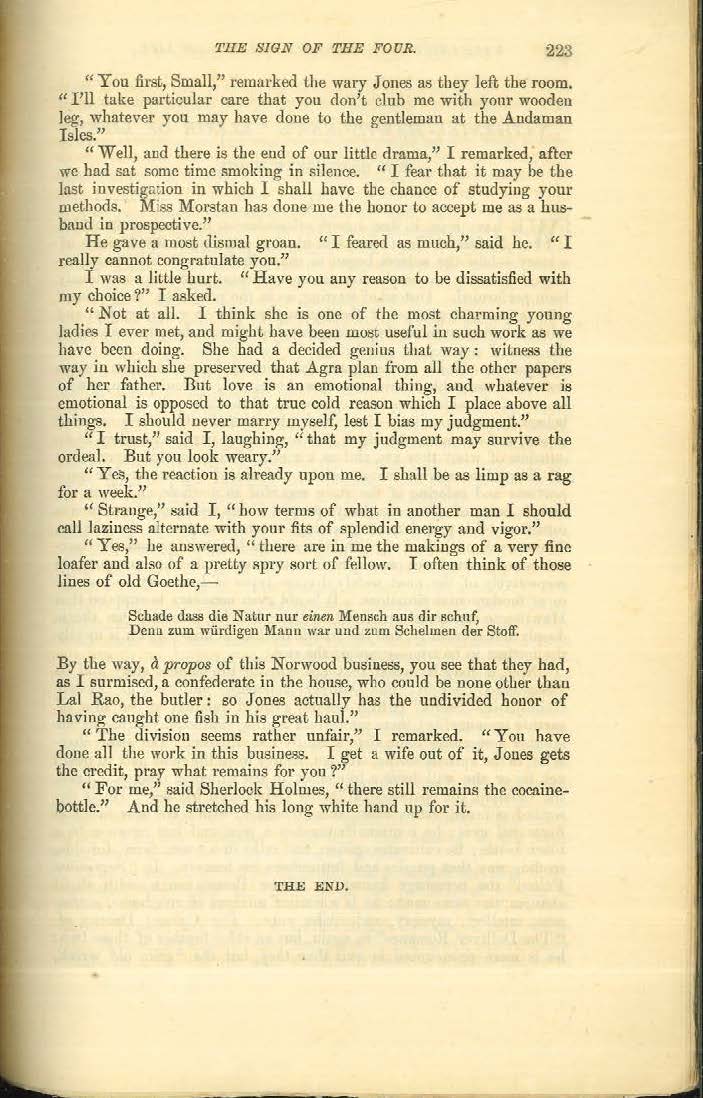 THE SIGN OF THE FOUR. 223
“ You first, Small,” remarked the wary Jones as they left the room.
“ I’ll take particular care that you don’t club me with your wooden
leg, whatever you may have done to the gentleman at the Andaman
Isles.”
“ Well, and there is the end of our little drama,” I remarked, after
we had sat some time smoking in silence. “ I fear that it may be the
last investigation in which I shall have the chance of studying your
methods. Miss Morstan has done me the honor to accept me as a hus-
band in prospective.”
He gave a most dismal groan. “ I feared as much,” said he. “ I
really cannot congratulate you.”
I was a little hurt. “ Have you any reason to be dissatisfied with
my choice ?” I asked.
“ Not at all. I think she is one of the most charming young
ladies I ever met, and might have been most useful in such work as we
have been doing. She had a decided genius that way : witness the
way in which she preserved that Agra plan from all the other papers
of her father. But love is an emotional thing, and whatever is
emotional is opposed to that true cold reason which I place above all
things. I should never marry myself, lest I bias my judgment.”
“ I trust,” said I, laughing, “ that my judgment may survive the
ordeal. But you look weary.”
“ Yes, the reaction is already upon me. I shall be as limp as a rag
for a week.”
“ Strange,” said I, “ how terms of what in another man I should
call laziness alternate with your fits of splendid energy and vigor.”
“ Yes,” he answered, “ there are in me the makings of a very fine
loafer and also of a pretty spry sort of fellow. I often think of those
lines of old Goethe,—
Schade dass die Natur nur einen Mensch aus dir schuf,
Denn zum würdigen Mann war und zum Schelmen der Stoff.
By the way, à propos of this Norwood business, you see that they had,
as I surmised, a confederate in the house, who could be none other than
Lal Rao, the butler : so Jones actually has the undivided honor of
having caught one fish in his great haul.”
“ The division seems rather unfair,” I remarked. “ You have
done all the work in this business. I get a wife out of it, Jones gets
the credit, pray what remains for you ?”
“ For me,” said Sherlock Holmes, “ there still remains the cocaine-
bottle.” And he stretched his long white hand up for it.
THE END.